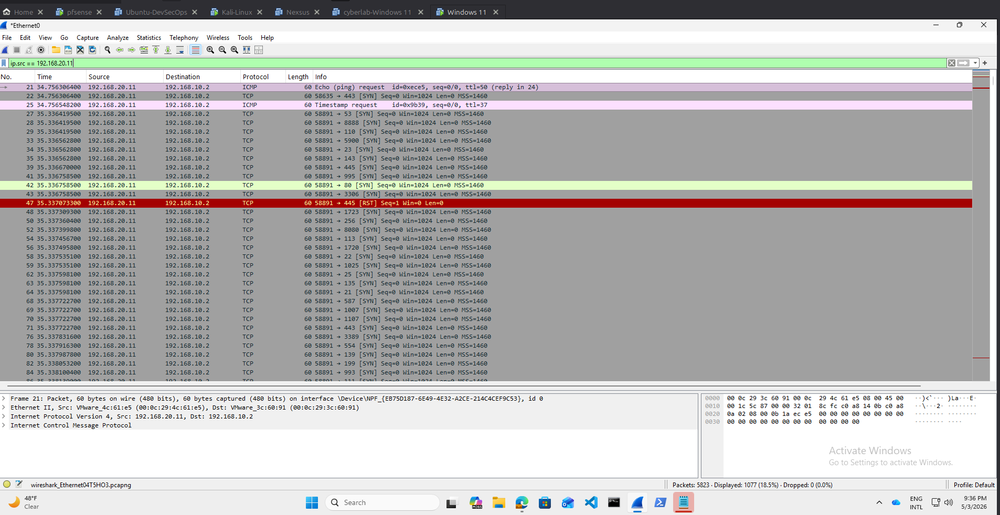 Home pfsense Ubuntu-DevSecOps Kali-Linux Nexsus cyberlab-Windows 11 Windows 11
*Ethernet0
File Edit View Go Capture Analyze Statistics Telephony Wireless Tools Help
ip.src == 192.168.20.11
No. Time Source Destination Protocol Length Info
21 34.756306400 192.168.20.11 192.168.10.2 ICMP 60 Echo (ping) request id=0xece5, seq=0/0, ttl=50 (reply in 24)
22 34.756306400 192.168.20.11 192.168.10.2 TCP 60 58635 → 443 [SYN] Seq=0 Win=1024 Len=0 MSS=1460
25 34.756548200 192.168.20.11 192.168.10.2 ICMP 60 Timestamp request id=0x9b39, seq=0/0, ttl=37
27 35.336419500 192.168.20.11 192.168.10.2 TCP 60 58891 → 53 [SYN] Seq=0 Win=1024 Len=0 MSS=1460
28 35.336419500 192.168.20.11 192.168.10.2 TCP 60 58891 → 8888 [SYN] Seq=0 Win=1024 Len=0 MSS=1460
29 35.336419500 192.168.20.11 192.168.10.2 TCP 60 58891 → 110 [SYN] Seq=0 Win=1024 Len=0 MSS=1460
33 35.336562800 192.168.20.11 192.168.10.2 TCP 60 58891 → 5900 [SYN] Seq=0 Win=1024 Len=0 MSS=1460
34 35.336562800 192.168.20.11 192.168.10.2 TCP 60 58891 → 23 [SYN] Seq=0 Win=1024 Len=0 MSS=1460
35 35.336562800 192.168.20.11 192.168.10.2 TCP 60 58891 → 143 [SYN] Seq=0 Win=1024 Len=0 MSS=1460
39 35.336670000 192.168.20.11 192.168.10.2 TCP 60 58891 → 445 [SYN] Seq=0 Win=1024 Len=0 MSS=1460
41 35.336758500 192.168.20.11 192.168.10.2 TCP 60 58891 → 995 [SYN] Seq=0 Win=1024 Len=0 MSS=1460
42 35.336758500 192.168.20.11 192.168.10.2 TCP 60 58891 → 80 [SYN] Seq=0 Win=1024 Len=0 MSS=1460
43 35.336758500 192.168.20.11 192.168.10.2 TCP 60 58891 → 3306 [SYN] Seq=0 Win=1024 Len=0 MSS=1460
47 35.337073300 192.168.20.11 192.168.10.2 TCP 60 58891 → 445 [RST] Seq=1 Win=0 Len=0
48 35.337309300 192.168.20.11 192.168.10.2 TCP 60 58891 → 1723 [SYN] Seq=0 Win=1024 Len=0 MSS=1460
50 35.337360400 192.168.20.11 192.168.10.2 TCP 60 58891 → 256 [SYN] Seq=0 Win=1024 Len=0 MSS=1460
52 35.337399800 192.168.20.11 192.168.10.2 TCP 60 58891 → 8080 [SYN] Seq=0 Win=1024 Len=0 MSS=1460
54 35.337456700 192.168.20.11 192.168.10.2 TCP 60 58891 → 113 [SYN] Seq=0 Win=1024 Len=0 MSS=1460
56 35.337495800 192.168.20.11 192.168.10.2 TCP 60 58891 → 1720 [SYN] Seq=0 Win=1024 Len=0 MSS=1460
58 35.337535100 192.168.20.11 192.168.10.2 TCP 60 58891 → 22 [SYN] Seq=0 Win=1024 Len=0 MSS=1460
59 35.337535100 192.168.20.11 192.168.10.2 TCP 60 58891 → 1025 [SYN] Seq=0 Win=1024 Len=0 MSS=1460
62 35.337598100 192.168.20.11 192.168.10.2 TCP 60 58891 → 25 [SYN] Seq=0 Win=1024 Len=0 MSS=1460
63 35.337598100 192.168.20.11 192.168.10.2 TCP 60 58891 → 135 [SYN] Seq=0 Win=1024 Len=0 MSS=1460
64 35.337598100 192.168.20.11 192.168.10.2 TCP 60 58891 → 21 [SYN] Seq=0 Win=1024 Len=0 MSS=1460
68 35.337722700 192.168.20.11 192.168.10.2 TCP 60 58891 → 587 [SYN] Seq=0 Win=1024 Len=0 MSS=1460
69 35.337722700 192.168.20.11 192.168.10.2 TCP 60 58891 → 1007 [SYN] Seq=0 Win=1024 Len=0 MSS=1460
70 35.337722700 192.168.20.11 192.168.10.2 TCP 60 58891 → 1107 [SYN] Seq=0 Win=1024 Len=0 MSS=1460
71 35.337722700 192.168.20.11 192.168.10.2 TCP 60 58891 → 443 [SYN] Seq=0 Win=1024 Len=0 MSS=1460
76 35.337831600 192.168.20.11 192.168.10.2 TCP 60 58891 → 3389 [SYN] Seq=0 Win=1024 Len=0 MSS=1460
78 35.337916300 192.168.20.11 192.168.10.2 TCP 60 58891 → 554 [SYN] Seq=0 Win=1024 Len=0 MSS=1460
80 35.337987800 192.168.20.11 192.168.10.2 TCP 60 58891 → 139 [SYN] Seq=0 Win=1024 Len=0 MSS=1460
82 35.338053200 192.168.20.11 192.168.10.2 TCP 60 58891 → 199 [SYN] Seq=0 Win=1024 Len=0 MSS=1460
84 35.338100400 192.168.20.11 192.168.10.2 TCP 60 58891 → 993 [SYN] Seq=0 Win=1024 Len=0 MSS=1460
Frame 21: Packet, 60 bytes on wire (480 bits), 60 bytes captured (480 bits) on interface \Device\NPF_{EB75D187-6E49-4E32-A2CE-214C4CEF9C53}, id 0
Ethernet II, Src: VMware_4c:61:e5 (00:0c:29:4c:61:e5), Dst: VMware_3c:60:91 (00:0c:29:3c:60:91)
Internet Protocol Version 4, Src: 192.168.20.11, Dst: 192.168.10.2
Internet Control Message Protocol
0000 00 0c 29 3c 60 91 00 0c 29 4c 61 e5 08 00 45 00 ··)<`··· )La···E·
0010 00 1c 5c 87 00 00 32 01 8c fc c0 a8 14 0b c0 a8 ··\···2· ········
0020 0a 02 08 00 0b 1a ec e5 00 00 00 00 00 00 00 00 ········ ········
0030 00 00 00 00 00 00 00 00 00 00 00 00 ········ ····
Activate Windows
Go to Settings to activate Windows.
wireshark_Ethernet04T5HO3.pcapng Packets: 5823 · Displayed: 1077 (18.5%) · Dropped: 0 (0.0%) Profile: Default
48°F
Clear
Search
M365
ENG
INTL
9:36 PM
5/3/2026